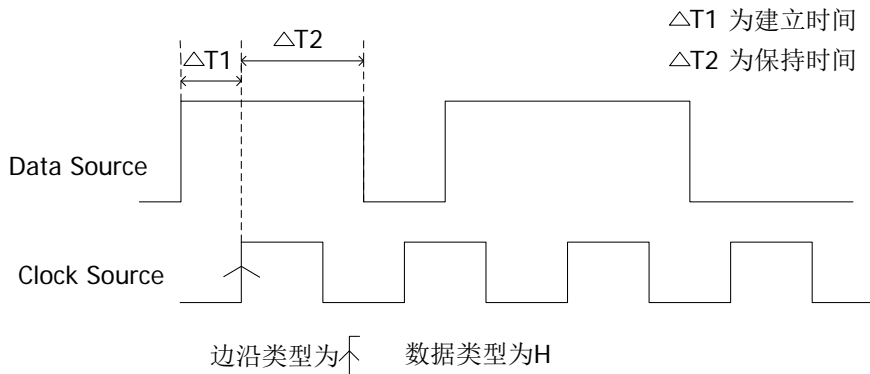 △T1 为建立时间
△T2 为保持时间
△T1
△T2
Data Source
Clock Source
边沿类型为
数据类型为H